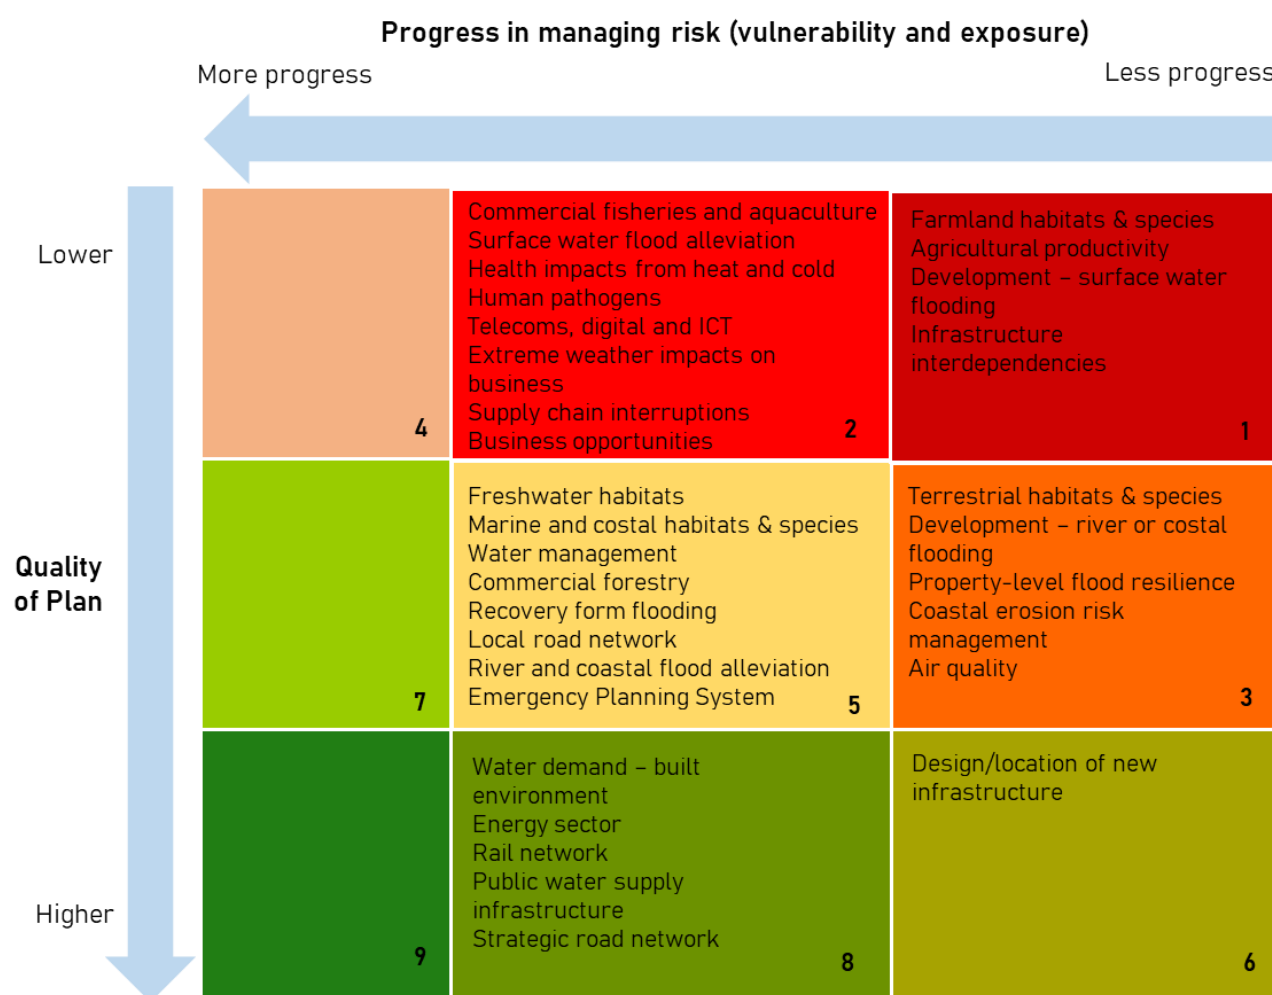 Progress in managing risk (vulnerability and exposure)
More progress
Less progress
Lower
Quality
of Plan
Higher
4
Commercial fisheries and aquaculture
Surface water flood alleviation
Health impacts from heat and cold
Human pathogens
Telecoms, digital and ICT
Extreme weather impacts on
business
Supply chain interruptions
Business opportunities
2
Farmland habitats & species
Agricultural productivity
Development – surface water
flooding
Infrastructure
interdependencies
1
7
Freshwater habitats
Marine and costal habitats & species
Water management
Commercial forestry
Recovery form flooding
Local road network
River and coastal flood alleviation
Emergency Planning System
5
Terrestrial habitats & species
Development – river or costal
flooding
Property-level flood resilience
Coastal erosion risk
management
Air quality
3
9
Water demand – built
environment
Energy sector
Rail network
Public water supply
infrastructure
Strategic road network
8
Design/location of new
infrastructure
6